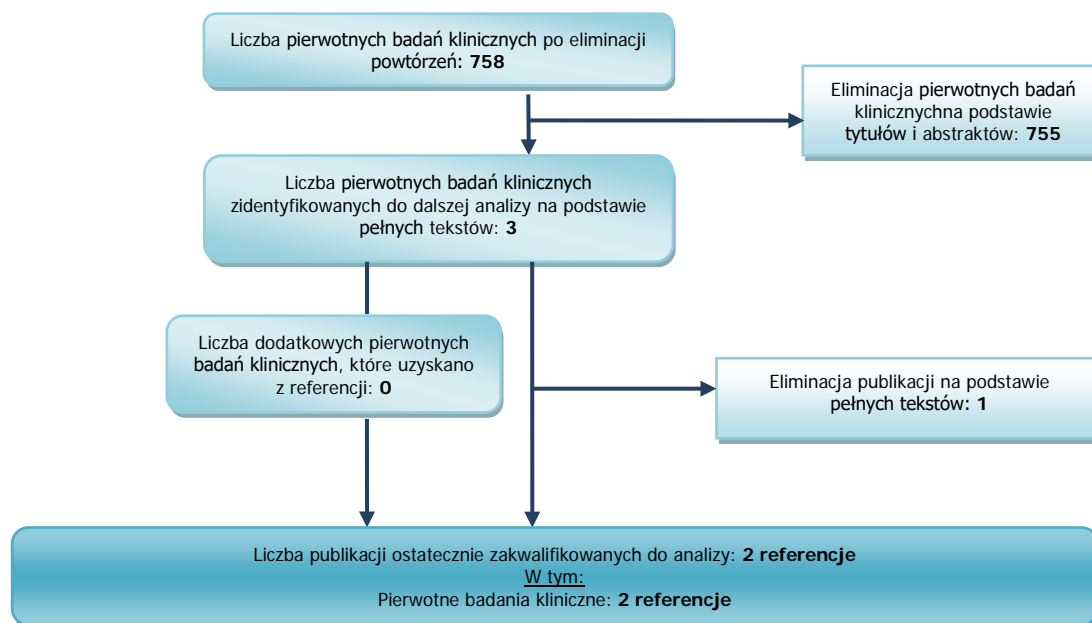 Liczba pierwotnych badań klinicznych po eliminacji
powtórzeń: 758
Eliminacja pierwotnych badań
klinicznychna podstawie
tytułów i abstraktów: 755
Liczba pierwotnych badań klinicznych
zidentyfikowanych do dalszej analizy na podstawie
pełnych tekstów: 3
Liczba dodatkowych pierwotnych
badań klinicznych, które uzyskano
z referencji: 0
Eliminacja publikacji na podstawie
pełnych tekstów: 1
Liczba publikacji ostatecznie zakwalifikowanych do analizy: 2 referencje
W tym:
Pierwotne badania kliniczne: 2 referencje